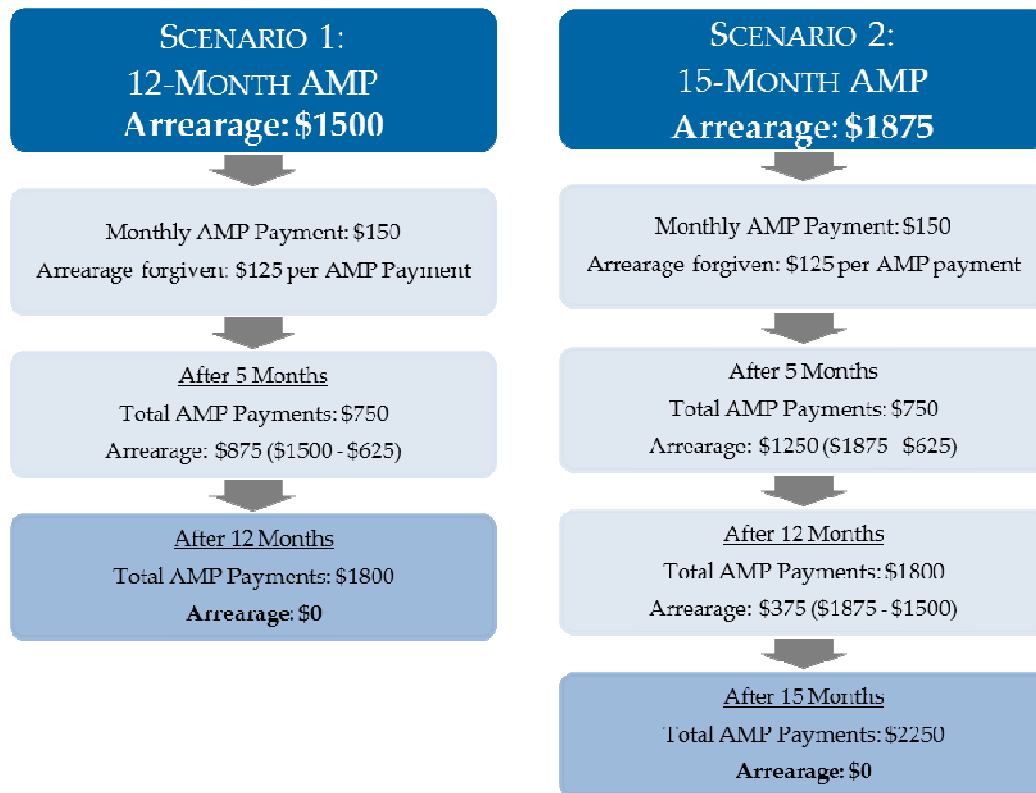 SCENARIO 1:
12-MONTH AMP
Arrearage: $1500
Monthly AMP Payment: $150
Arrearage forgiven: $125 per AMP Payment
After 5 Months
Total AMP Payments: $750
Arrearage: $875 ($1500 - $625)
After 12 Months
Total AMP Payments: $1800
Arrearage: $0
SCENARIO 2:
15-MONTH AMP
Arrearage: $1875
Monthly AMP Payment: $150
Arrearage forgiven: $125 per AMP payment
After 5 Months
Total AMP Payments: $750
Arrearage: $1250 ($1875 $625)
After 12 Months
Total AMP Payments: $1800
Arrearage: $375 ($1875 - $1500)
After 15 Months
Total AMP Payments: $2250
Arrearage: $0